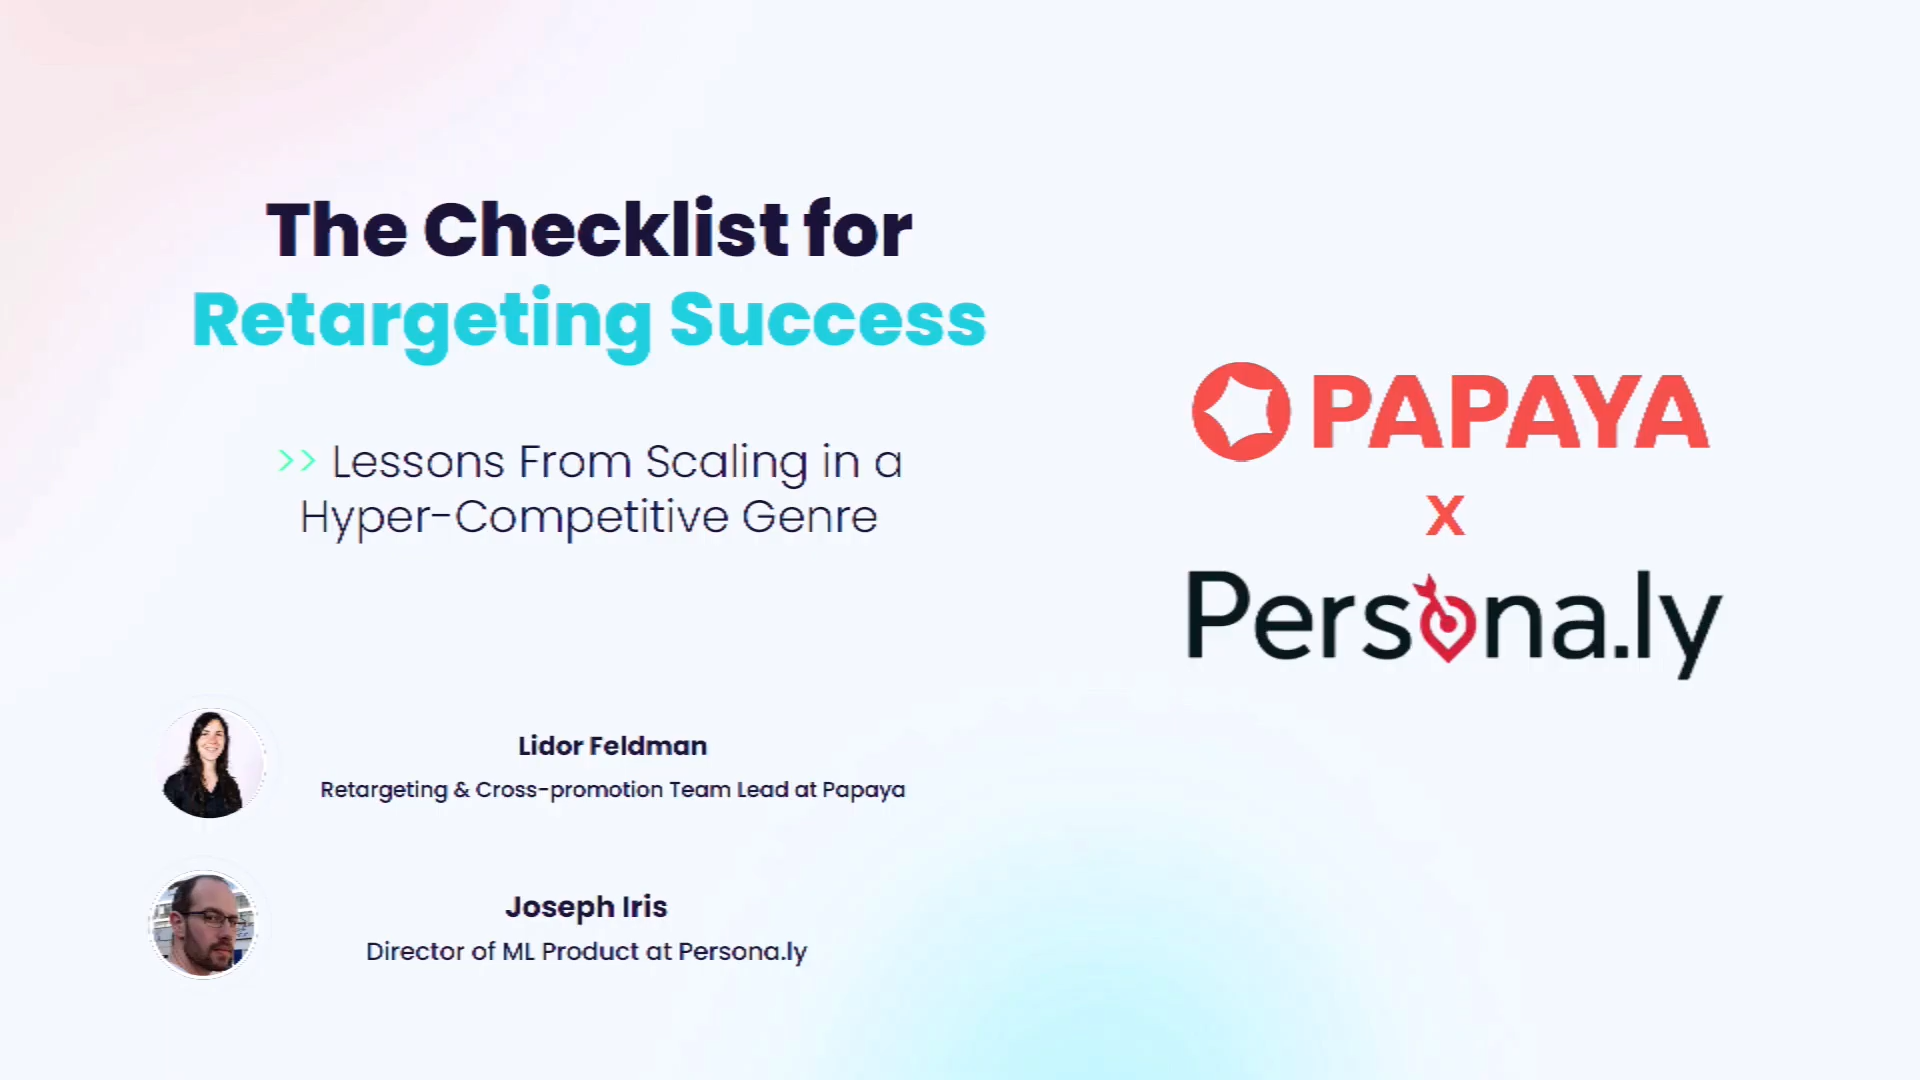 The Checklist for
Retargeting Success
>> Lessons From Scaling in a
Hyper-Competitive Genre
PAPAYA
x
Persona.ly
Lidor Feldman
Retargeting & Cross-promotion Team Lead at Papaya
Joseph Iris
Director of ML Product at Persona.ly